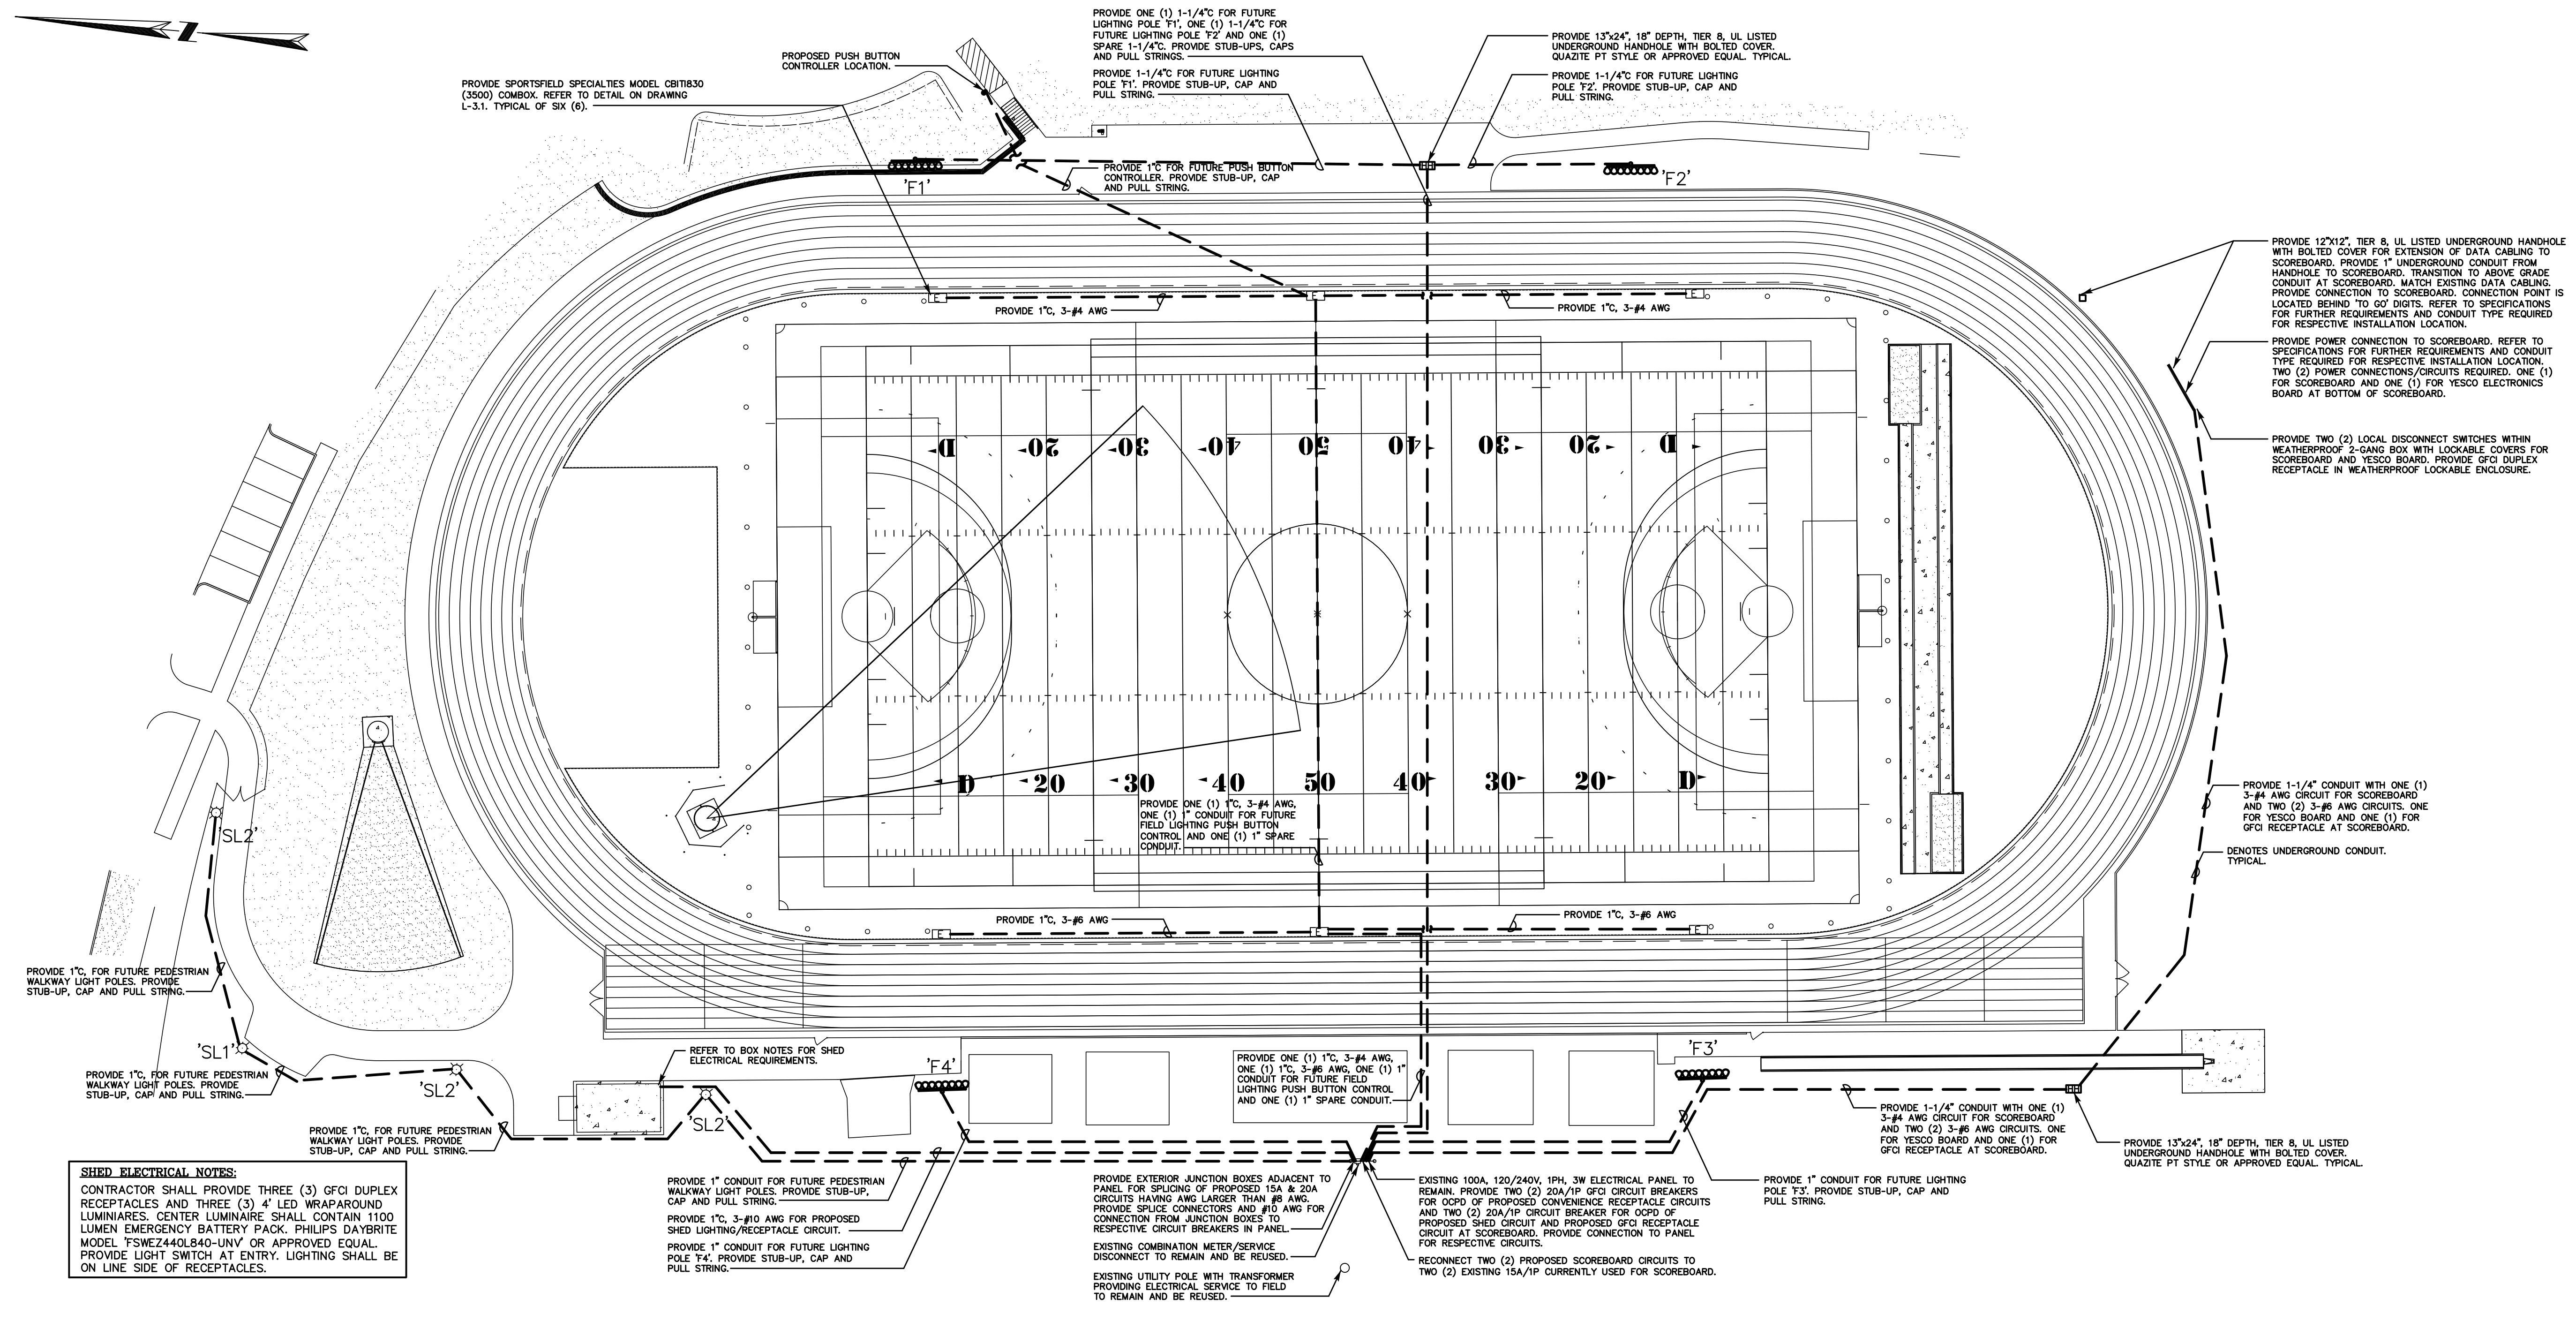 PROVIDE ONE (1) 1-1/4"C FOR FUTURE
LIGHTING POLE 'F1', ONE (1) 1-1/4"C FOR
FUTURE LIGHTING POLE 'F2' AND ONE (1)
SPARE 1-1/4"C. PROVIDE STUB-UPS, CAPS
AND PULL STRINGS.
PROVIDE 1-1/4"C FOR FUTURE LIGHTING
POLE 'F1'. PROVIDE STUB-UP, CAP AND
PULL STRING.
PROVIDE 13"x24", 18" DEPTH, TIER 8, UL LISTED
UNDERGROUND HANDHOLE WITH BOLTED COVER.
QUAZITE PT STYLE OR APPROVED EQUAL. TYPICAL.
PROVIDE 1-1/4"C FOR FUTURE LIGHTING
POLE 'F2'. PROVIDE STUB-UP, CAP AND
PULL STRING.
PROPOSED PUSH BUTTON
CONTROLLER LOCATION.
PROVIDE SPORTSFIELD SPECIALTIES MODEL CBIT1830
(3500) COMBOX. REFER TO DETAIL ON DRAWING
L-3.1. TYPICAL OF SIX (6).
'F1'
PROVIDE 1"C FOR FUTURE PUSH BUTTON
CONTROLLER. PROVIDE STUB-UP, CAP
AND PULL STRING.
'F2'
PROVIDE 12"X12", TIER 8, UL LISTED UNDERGROUND HANDHOLE
WITH BOLTED COVER FOR EXTENSION OF DATA CABLING TO
SCOREBOARD. PROVIDE 1" UNDERGROUND CONDUIT FROM
HANDHOLE TO SCOREBOARD. TRANSITION TO ABOVE GRADE
CONDUIT AT SCOREBOARD. MATCH EXISTING DATA CABLING.
PROVIDE CONNECTION TO SCOREBOARD. CONNECTION POINT IS
LOCATED BEHIND 'TO GO' DIGITS. REFER TO SPECIFICATIONS
FOR FURTHER REQUIREMENTS AND CONDUIT TYPE REQUIRED
FOR RESPECTIVE INSTALLATION LOCATION.
E
E
E
PROVIDE 1"C, 3-#4 AWG
PROVIDE 1"C, 3-#4 AWG
PROVIDE POWER CONNECTION TO SCOREBOARD. REFER TO
SPECIFICATIONS FOR FURTHER REQUIREMENTS AND CONDUIT
TYPE REQUIRED FOR RESPECTIVE INSTALLATION LOCATION.
TWO (2) POWER CONNECTIONS/CIRCUITS REQUIRED. ONE (1)
FOR SCOREBOARD AND ONE (1) FOR YESCO ELECTRONICS
BOARD AT BOTTOM OF SCOREBOARD.
PROVIDE TWO (2) LOCAL DISCONNECT SWITCHES WITHIN
WEATHERPROOF 2-GANG BOX WITH LOCKABLE COVERS FOR
SCOREBOARD AND YESCO BOARD. PROVIDE GFCI DUPLEX
RECEPTACLE IN WEATHERPROOF LOCKABLE ENCLOSURE.
D 20 30 40 50 40 30 20 D
D 20 30 40 50 40 30 20 D
PROVIDE ONE (1) 1"C, 3-#4 AWG,
ONE (1) 1" CONDUIT FOR FUTURE
FIELD LIGHTING PUSH BUTTON
CONTROL AND ONE (1) 1" SPARE
CONDUIT.
PROVIDE 1-1/4" CONDUIT WITH ONE (1)
3-#4 AWG CIRCUIT FOR SCOREBOARD
AND TWO (2) 3-#6 AWG CIRCUITS. ONE
FOR YESCO BOARD AND ONE (1) FOR
GFCI RECEPTACLE AT SCOREBOARD.
DENOTES UNDERGROUND CONDUIT.
TYPICAL.
'SL2'
PROVIDE 1"C, 3-#6 AWG
PROVIDE 1"C, 3-#6 AWG
E
E
E
PROVIDE 1"C, FOR FUTURE PEDESTRIAN
WALKWAY LIGHT POLES. PROVIDE
STUB-UP, CAP AND PULL STRING.
'SL1'
PROVIDE 1"C, FOR FUTURE PEDESTRIAN
WALKWAY LIGHT POLES. PROVIDE
STUB-UP, CAP AND PULL STRING.
'SL2'
REFER TO BOX NOTES FOR SHED
ELECTRICAL REQUIREMENTS.
'SL2'
'F4'
PROVIDE ONE (1) 1"C, 3-#4 AWG,
ONE (1) 1"C, 3-#6 AWG, ONE (1) 1"
CONDUIT FOR FUTURE FIELD
LIGHTING PUSH BUTTON CONTROL
AND ONE (1) 1" SPARE CONDUIT.
'F3'
PROVIDE 1-1/4" CONDUIT WITH ONE (1)
3-#4 AWG CIRCUIT FOR SCOREBOARD
AND TWO (2) 3-#6 AWG CIRCUITS. ONE
FOR YESCO BOARD AND ONE (1) FOR
GFCI RECEPTACLE AT SCOREBOARD.
PROVIDE 13"x24", 18" DEPTH, TIER 8, UL LISTED
UNDERGROUND HANDHOLE WITH BOLTED COVER.
QUAZITE PT STYLE OR APPROVED EQUAL. TYPICAL.
PROVIDE 1"C, FOR FUTURE PEDESTRIAN
WALKWAY LIGHT POLES. PROVIDE
STUB-UP, CAP AND PULL STRING.
SHED ELECTRICAL NOTES:
CONTRACTOR SHALL PROVIDE THREE (3) GFCI DUPLEX
RECEPTACLES AND THREE (3) 4' LED WRAPAROUND
LUMINIARES. CENTER LUMINAIRE SHALL CONTAIN 1100
LUMEN EMERGENCY BATTERY PACK. PHILIPS DAYBRITE
MODEL 'FSWEZ440L840-UNV' OR APPROVED EQUAL.
PROVIDE LIGHT SWITCH AT ENTRY. LIGHTING SHALL BE
ON LINE SIDE OF RECEPTACLES.
PROVIDE 1" CONDUIT FOR FUTURE PEDESTRIAN
WALKWAY LIGHT POLES. PROVIDE STUB-UP,
CAP AND PULL STRING.
PROVIDE 1"C, 3-#10 AWG FOR PROPOSED
SHED LIGHTING/RECEPTACLE CIRCUIT.
PROVIDE 1" CONDUIT FOR FUTURE LIGHTING
POLE 'F4'. PROVIDE STUB-UP, CAP AND
PULL STRING.
PROVIDE EXTERIOR JUNCTION BOXES ADJACENT TO
PANEL FOR SPLICING OF PROPOSED 15A & 20A
CIRCUITS HAVING AWG LARGER THAN #8 AWG.
PROVIDE SPLICE CONNECTORS AND #10 AWG FOR
CONNECTION FROM JUNCTION BOXES TO
RESPECTIVE CIRCUIT BREAKERS IN PANEL.
EXISTING COMBINATION METER/SERVICE
DISCONNECT TO REMAIN AND BE REUSED.
EXISTING UTILITY POLE WITH TRANSFORMER
PROVIDING ELECTRICAL SERVICE TO FIELD
TO REMAIN AND BE REUSED.
EXISTING 100A, 120/240V, 1PH, 3W ELECTRICAL PANEL TO
REMAIN. PROVIDE TWO (2) 20A/1P GFCI CIRCUIT BREAKERS
FOR OCPD OF PROPOSED CONVENIENCE RECEPTACLE CIRCUITS
AND TWO (2) 20A/1P CIRCUIT BREAKER FOR OCPD OF
PROPOSED SHED CIRCUIT AND PROPOSED GFCI RECEPTACLE
CIRCUIT AT SCOREBOARD. PROVIDE CONNECTION TO PANEL
FOR RESPECTIVE CIRCUITS.
RECONNECT TWO (2) PROPOSED SCOREBOARD CIRCUITS TO
TWO (2) EXISTING 15A/1P CURRENTLY USED FOR SCOREBOARD.
PROVIDE 1" CONDUIT FOR FUTURE LIGHTING
POLE 'F3'. PROVIDE STUB-UP, CAP AND
PULL STRING.